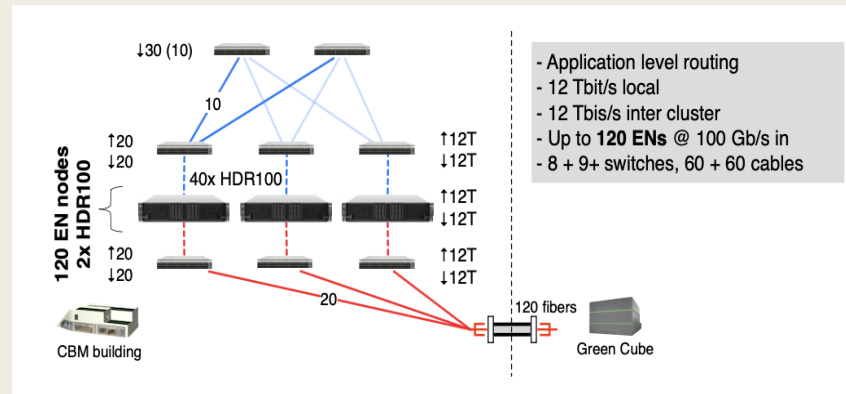 ↓30 (10)
10
↑20
↓20
↑12T
↓12T
40x HDR100
120 EN nodes
2x HDR100
↑12T
↓12T
↑20
↓20
↑12T
↓12T
20
120 fibers
CBM building
Green Cube
- Application level routing
- 12 Tbit/s local
- 12 Tbis/s inter cluster
- Up to 120 ENs @ 100 Gb/s in
- 8 + 9+ switches, 60 + 60 cables